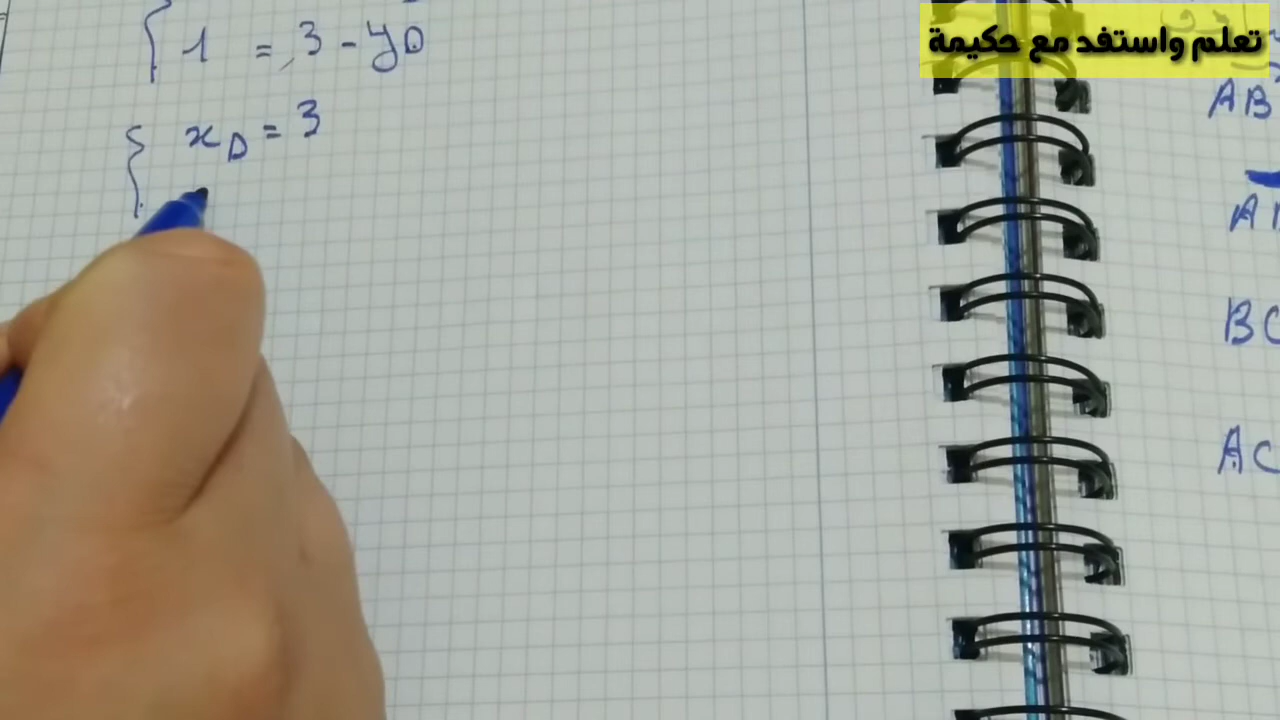 تعلم واستفد مع حكيمة
1 = 3 - yD
xD = 3
AB
BC
AC